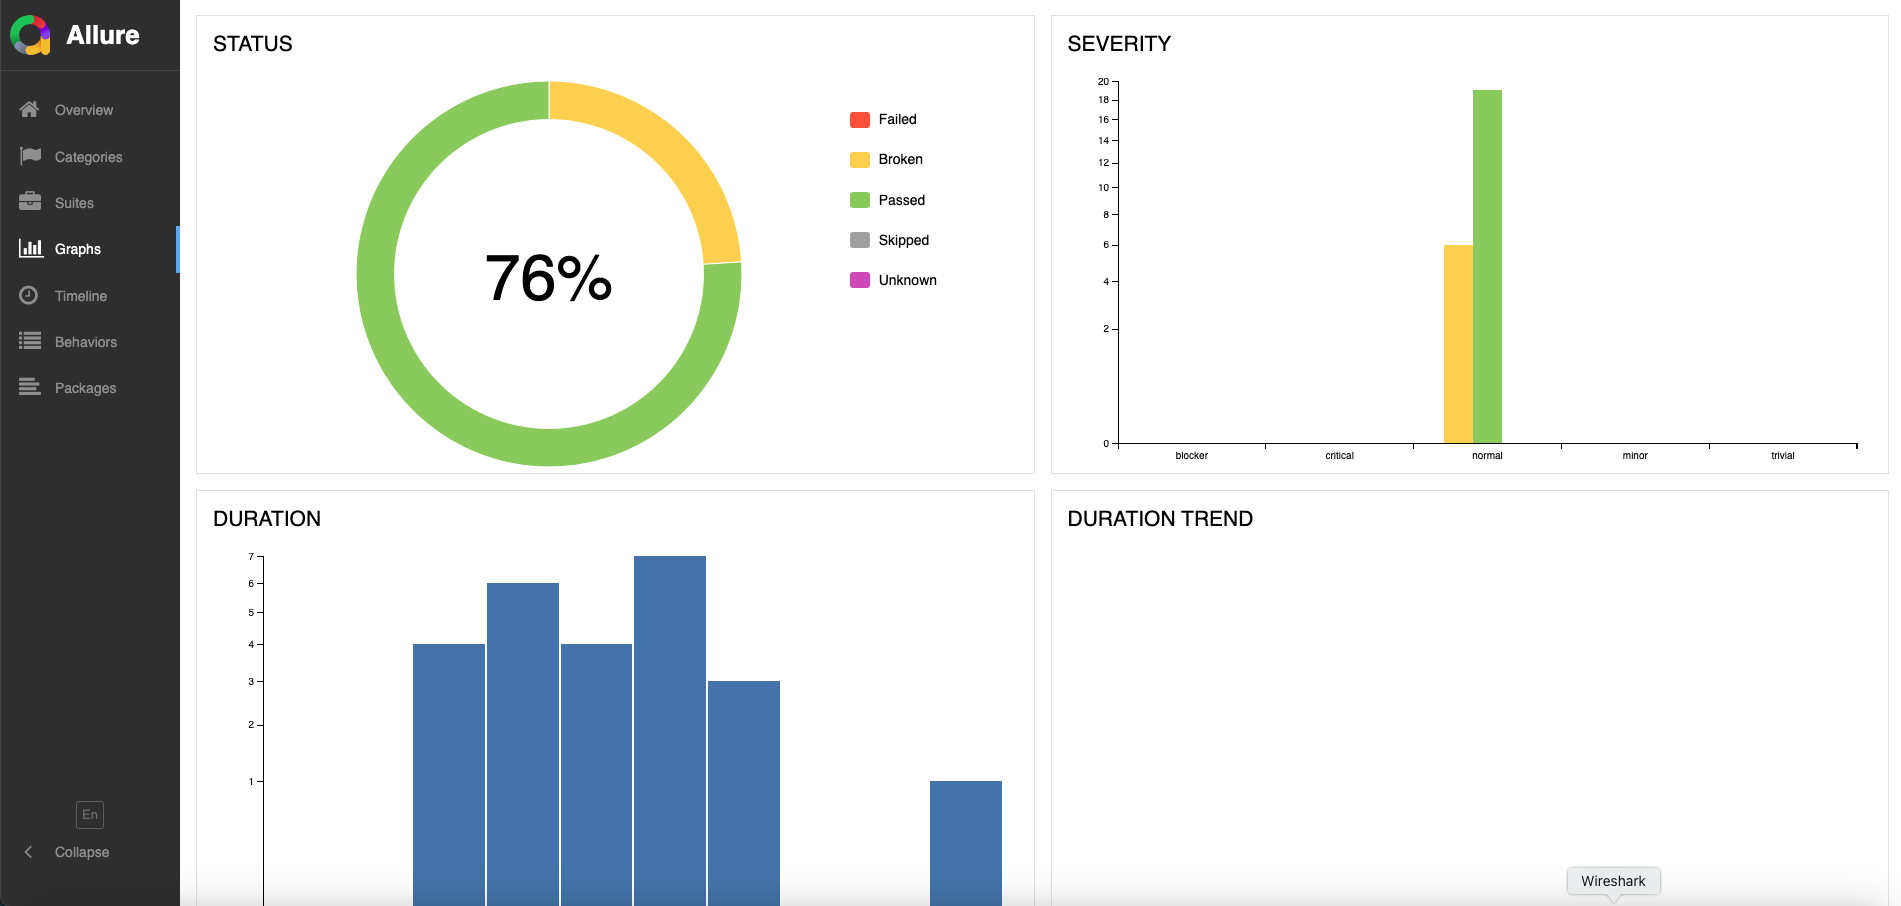 Allure
Overview
Categories
Suites
Graphs
Timeline
Behaviors
Packages
En
Collapse
STATUS
76%
Failed
Broken
Passed
Skipped
Unknown
SEVERITY
20
18
16
14
12
10
8
6
4
2
0
blocker critical normal minor trivial
DURATION
7
6
5
4
3
2
1
DURATION TREND
Wireshark